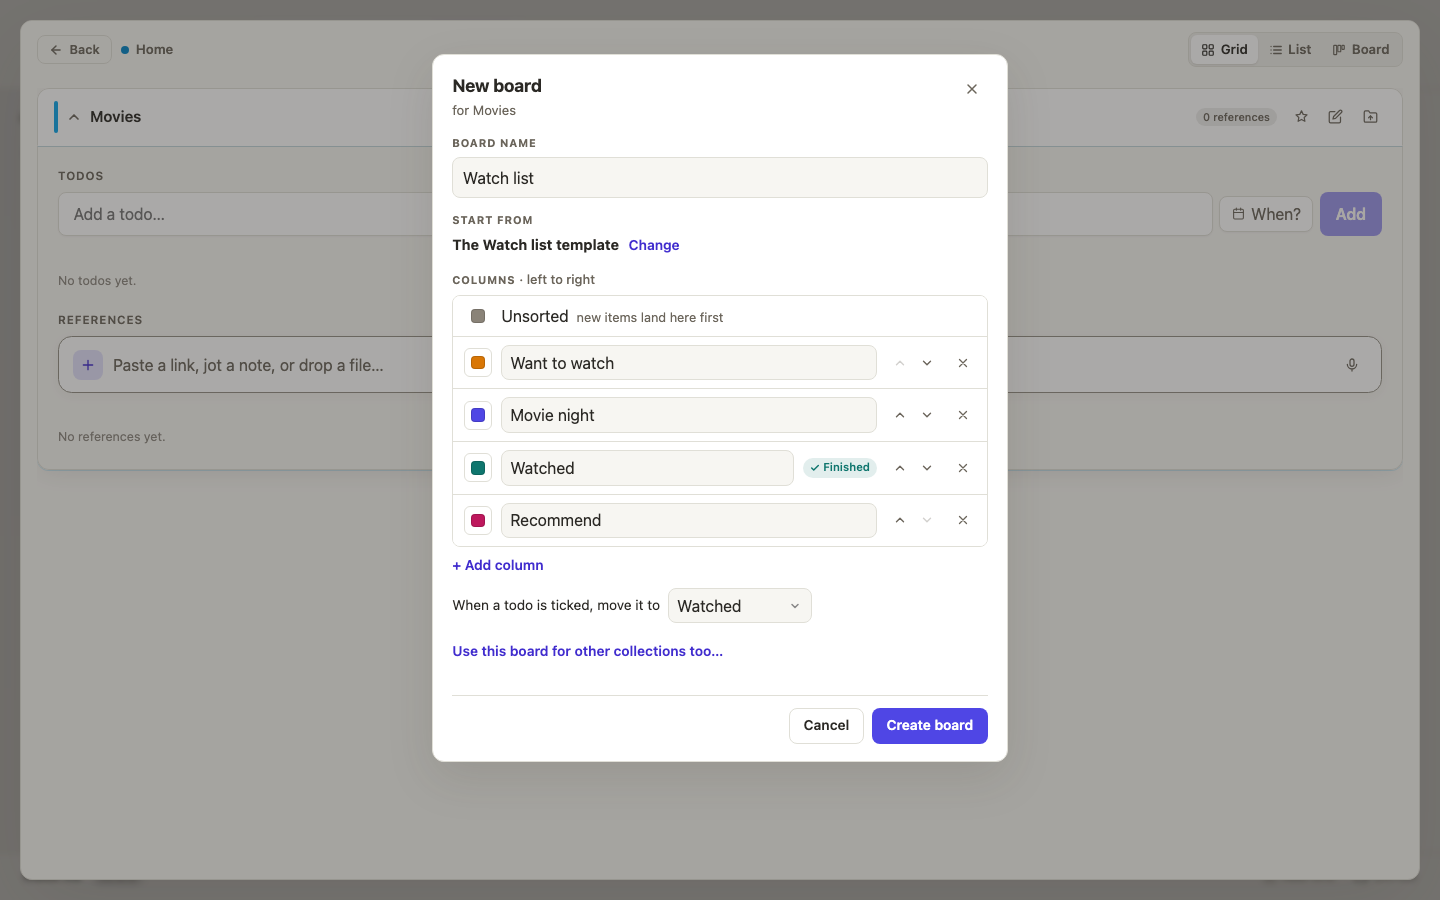 Back
Home
Grid
List
Board
Movies
0 references
TODOS
Add a todo...
When?
Add
No todos yet.
REFERENCES
Paste a link, jot a note, or drop a file...
No references yet.
New board
for Movies
BOARD NAME
Watch list
START FROM
The Watch list template Change
COLUMNS · left to right
Unsorted new items land here first
Want to watch
Movie night
Watched
Finished
Recommend
+ Add column
When a todo is ticked, move it to Watched
Use this board for other collections too...
Cancel
Create board